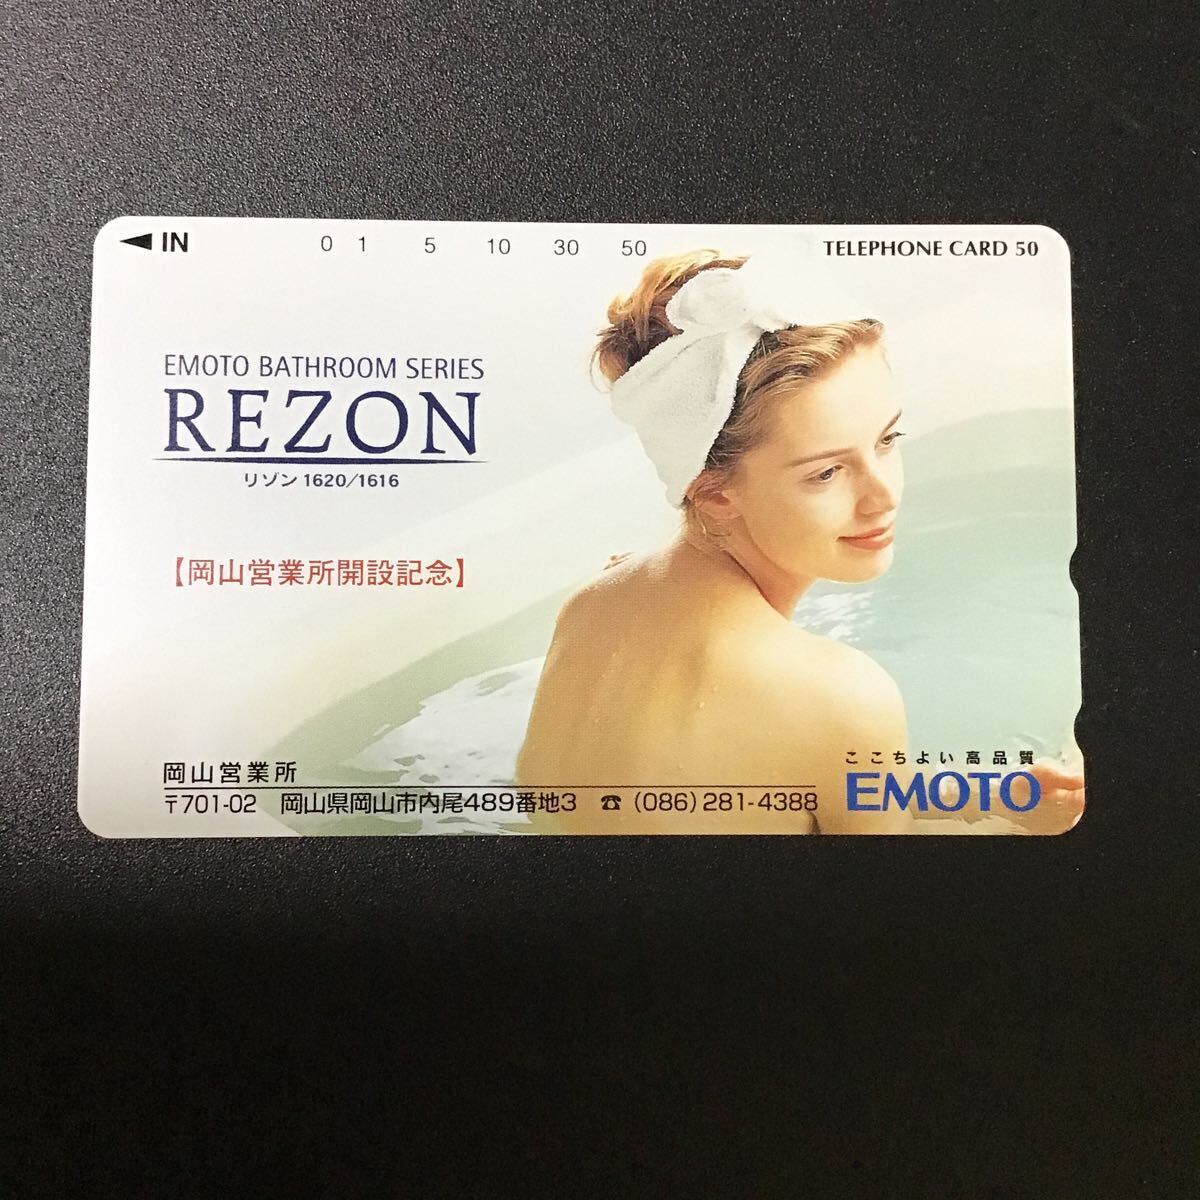 ◀ IN 0 1 5 10 30 50 TELEPHONE CARD 50
EMOTO BATHROOM SERIES
REZON
リゾン 1620/1616
【岡山営業所開設記念】
岡山営業所
〒701-02 岡山県岡山市内尾489番地3 ☎ (086) 281-4388
ここちよい高品質
EMOTO